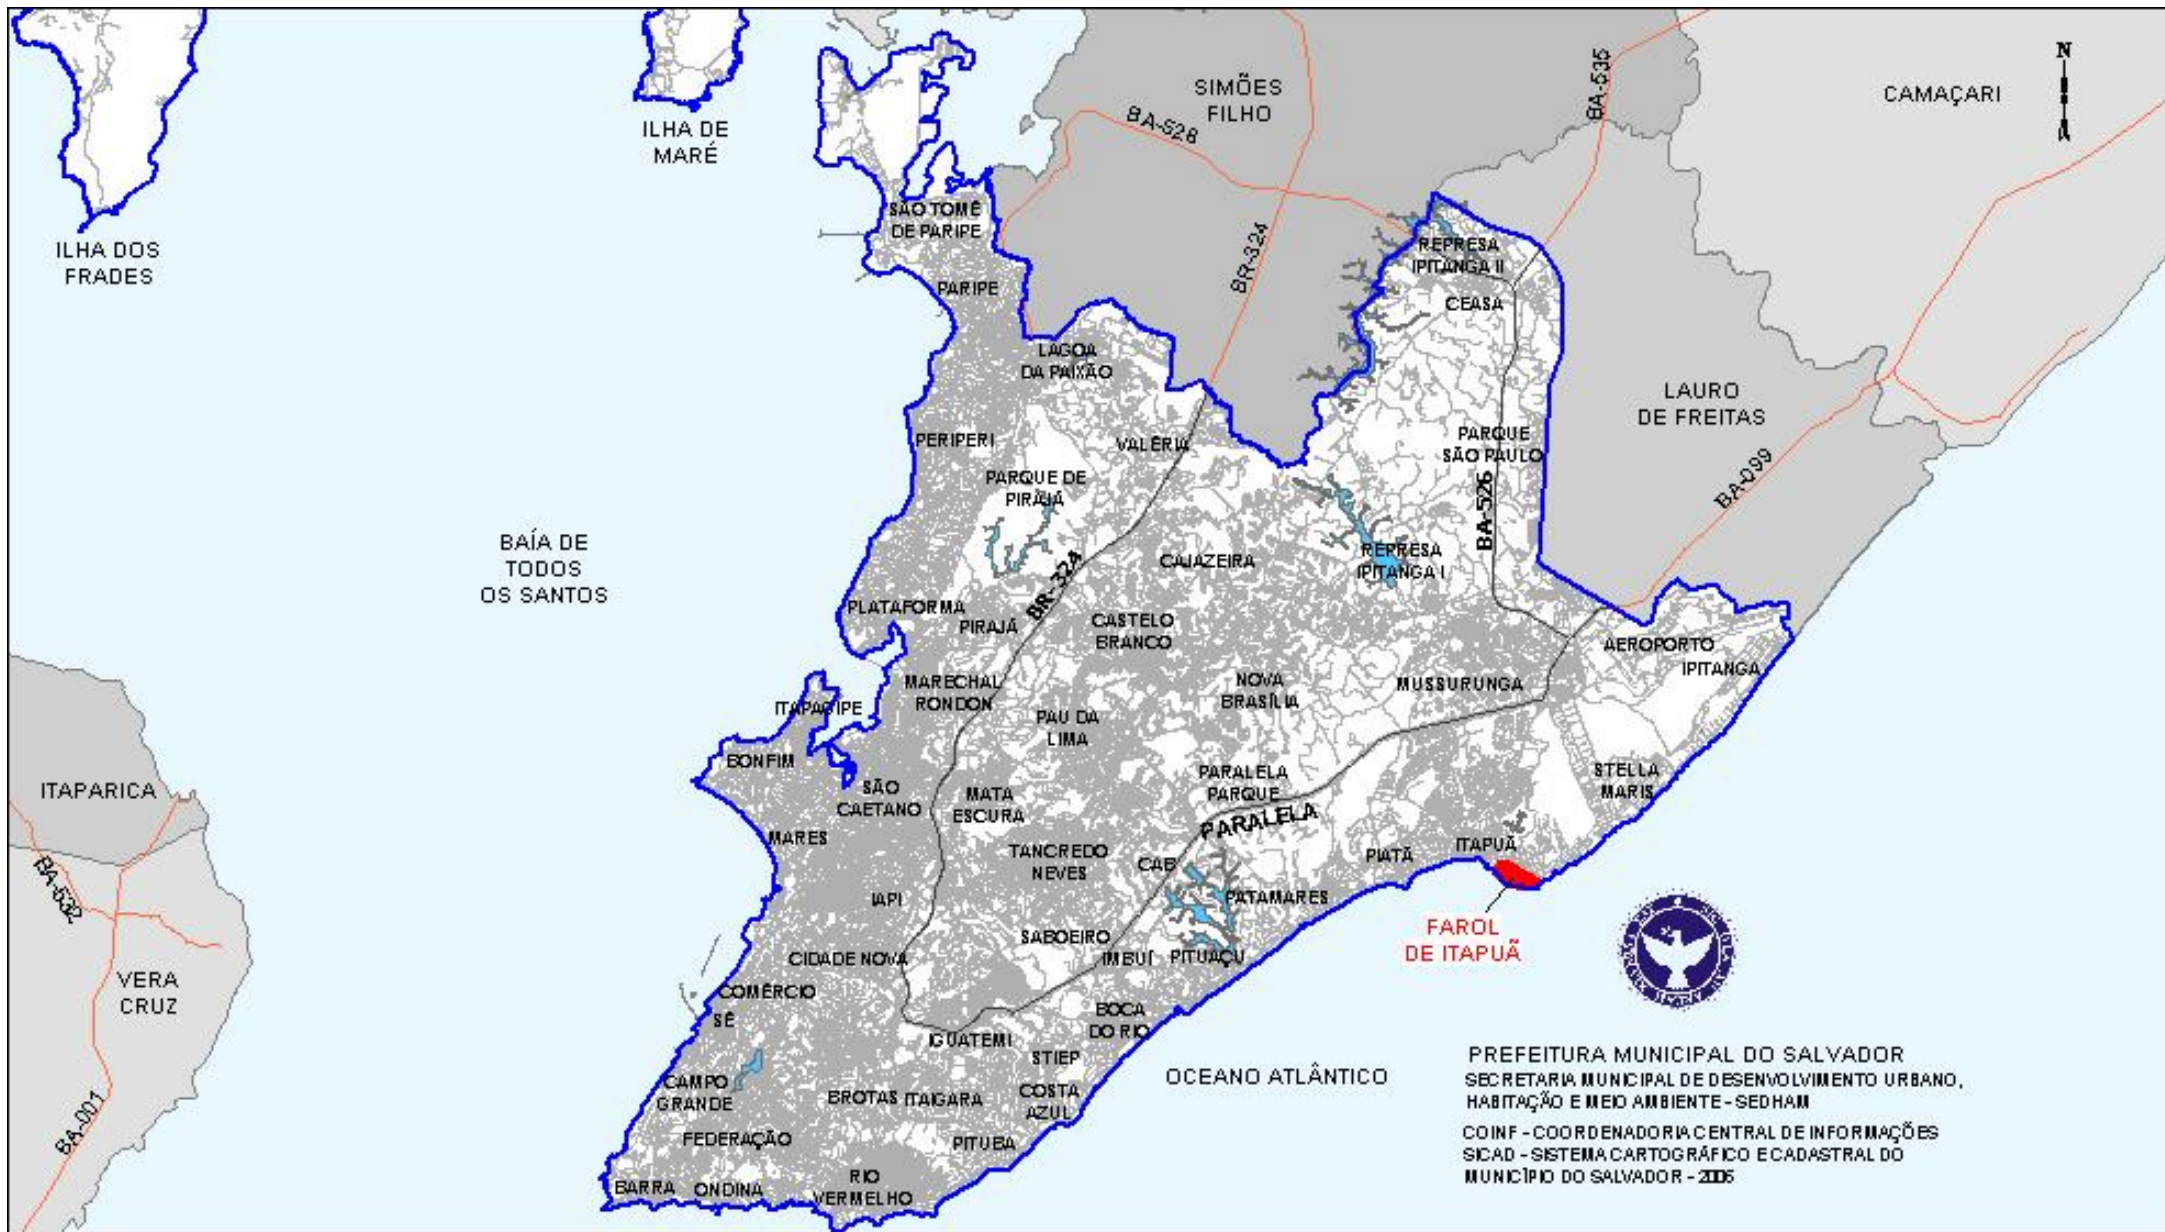 N
SIMÕES
FILHO
CAMAÇARI
BA-535
BA-526
ILHA DE
MARÉ
SÃO TOMÉ
DE PARIPE
ILHA DOS
FRADES
BR-324
REPRESA
IPITANGA II
PARIPE
CEASA
LAGOA
DA PAIXÃO
LAURO
DE FREITAS
PERIPERI
VALÉRIA
PARQUE
SÃO PAULO
PARQUE DE
PIRAJÁ
BA-099
BA-526
BAÍA DE
TODOS
OS SANTOS
CAJAZEIRA
REPRESA
IPITANGA I
BR-324
PLATAFORMA
PIRAJÁ
CASTELO
BRANCO
AEROPORTO
IPITANGA
MARECHAL
RONDON
NOVA
BRASÍLIA
MUSSURUNGA
ITAPAGIPE
PAU DA
LIMA
BONFIM
PARALELA
PARQUE
STELLA
MARIS
ITAPARICA
SÃO
CAETANO
MATA
ESCURA
PARALELA
MARES
TANCREDO
NEVES
CAB
PIATÃ
ITAPUÃ
BA-532
IAPI
PATAMARES
FAROL
DE ITAPUÃ
SABOEIRO
IMBUÍ
PITUAÇU
CIDADE NOVA
VERA
CRUZ
COMÉRCIO
SÉ
BOCA
DO RIO
IGUATEMI
STIEP
OCEANO ATLÂNTICO
CAMPO
GRANDE
BROTAS
ITAIGARA
COSTA
AZUL
BA-001
FEDERAÇÃO
PITUBA
BARRA
ONDINA
RIO
VERMELHO
PREFEITURA MUNICIPAL DO SALVADOR
SECRETARIA MUNICIPAL DE DESENVOLVIMENTO URBANO,
HABITAÇÃO E MEIO AMBIENTE - SEDHAM
COINF - COORDENADORIA CENTRAL DE INFORMAÇÕES
SICAD - SISTEMA CARTOGRÁFICO E CADASTRAL DO
MUNICÍPIO DO SALVADOR - 2006